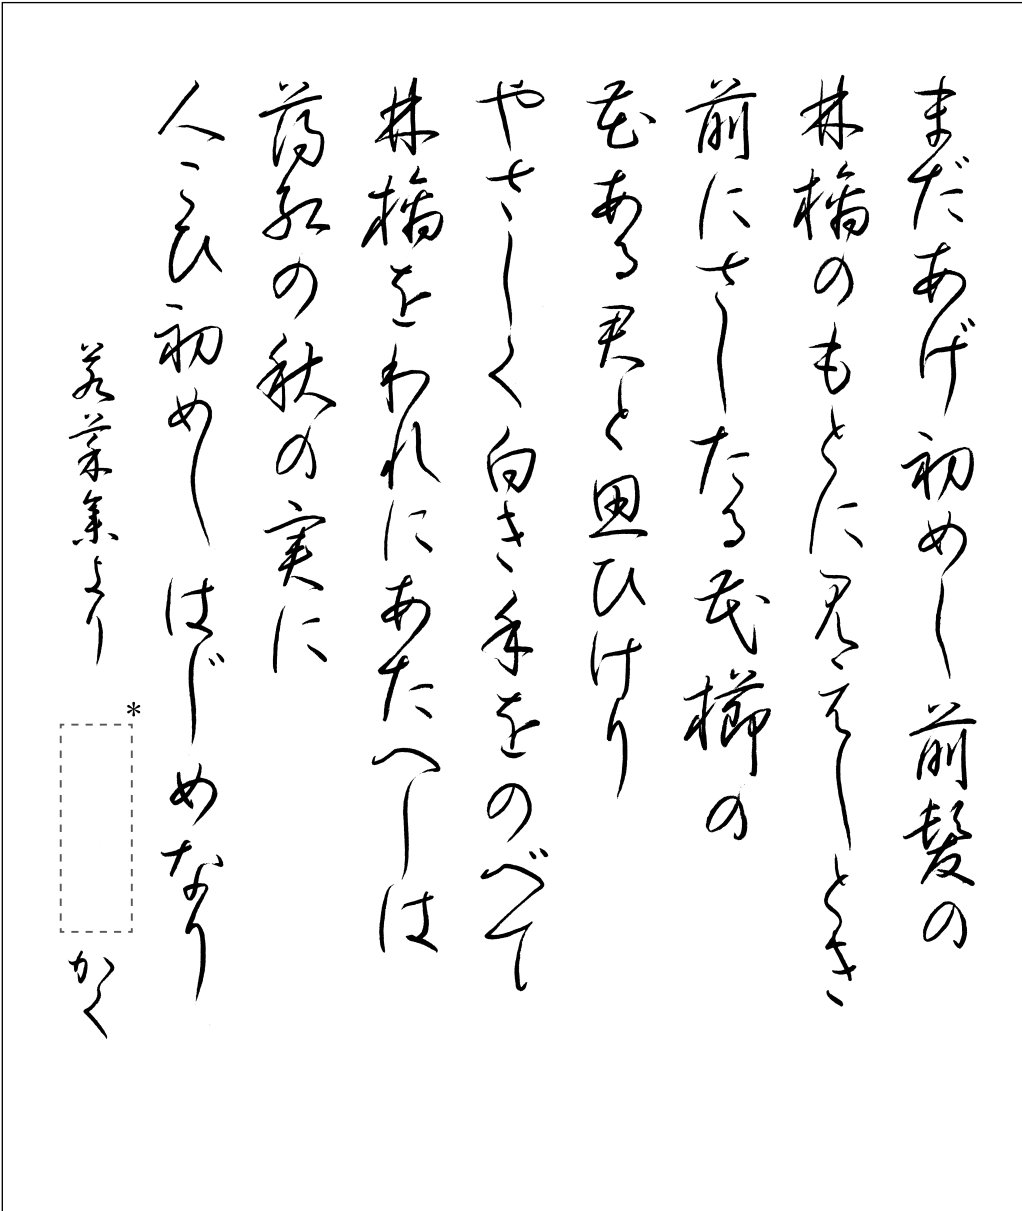 まだあげ初めし前髪の
林檎のもとに見えしとき
前にさしたる花櫛の
花ある君と思ひけり
やさしく白き手をのべて
林檎をわれにあたへしは
薄紅の秋の実に
人こひ初めしはじめなり
若菜集より
*
かく